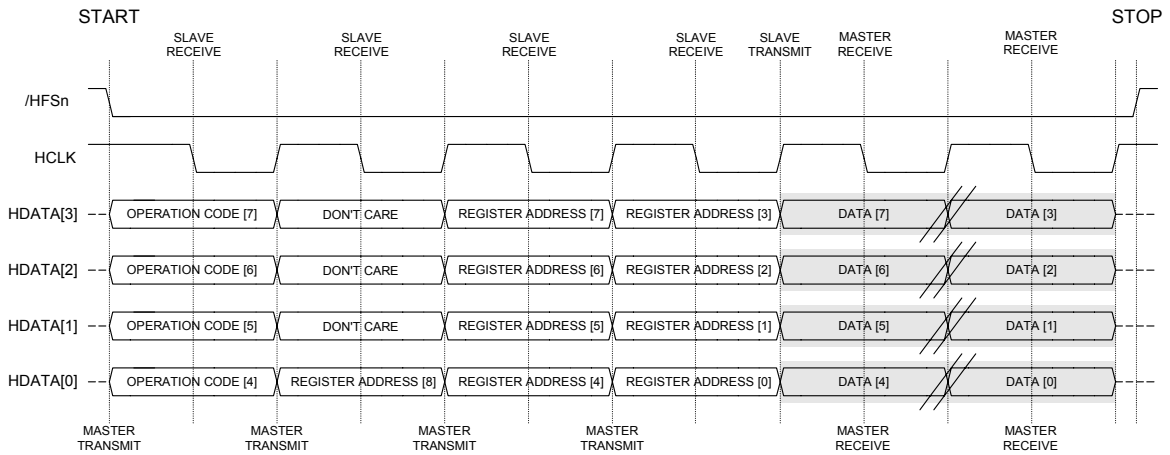 START STOP
SLAVE RECEIVE SLAVE RECEIVE SLAVE RECEIVE SLAVE RECEIVE SLAVE TRANSMIT MASTER RECEIVE MASTER RECEIVE
/HFSn
HCLK
HDATA[3] OPERATION CODE [7] DON'T CARE REGISTER ADDRESS [7] REGISTER ADDRESS [3] DATA [7] DATA [3]
HDATA[2] OPERATION CODE [6] DON'T CARE REGISTER ADDRESS [6] REGISTER ADDRESS [2] DATA [6] DATA [2]
HDATA[1] OPERATION CODE [5] DON'T CARE REGISTER ADDRESS [5] REGISTER ADDRESS [1] DATA [5] DATA [1]
HDATA[0] OPERATION CODE [4] REGISTER ADDRESS [8] REGISTER ADDRESS [4] REGISTER ADDRESS [0] DATA [4] DATA [0]
MASTER TRANSMIT MASTER TRANSMIT MASTER TRANSMIT MASTER TRANSMIT MASTER RECEIVE MASTER RECEIVE